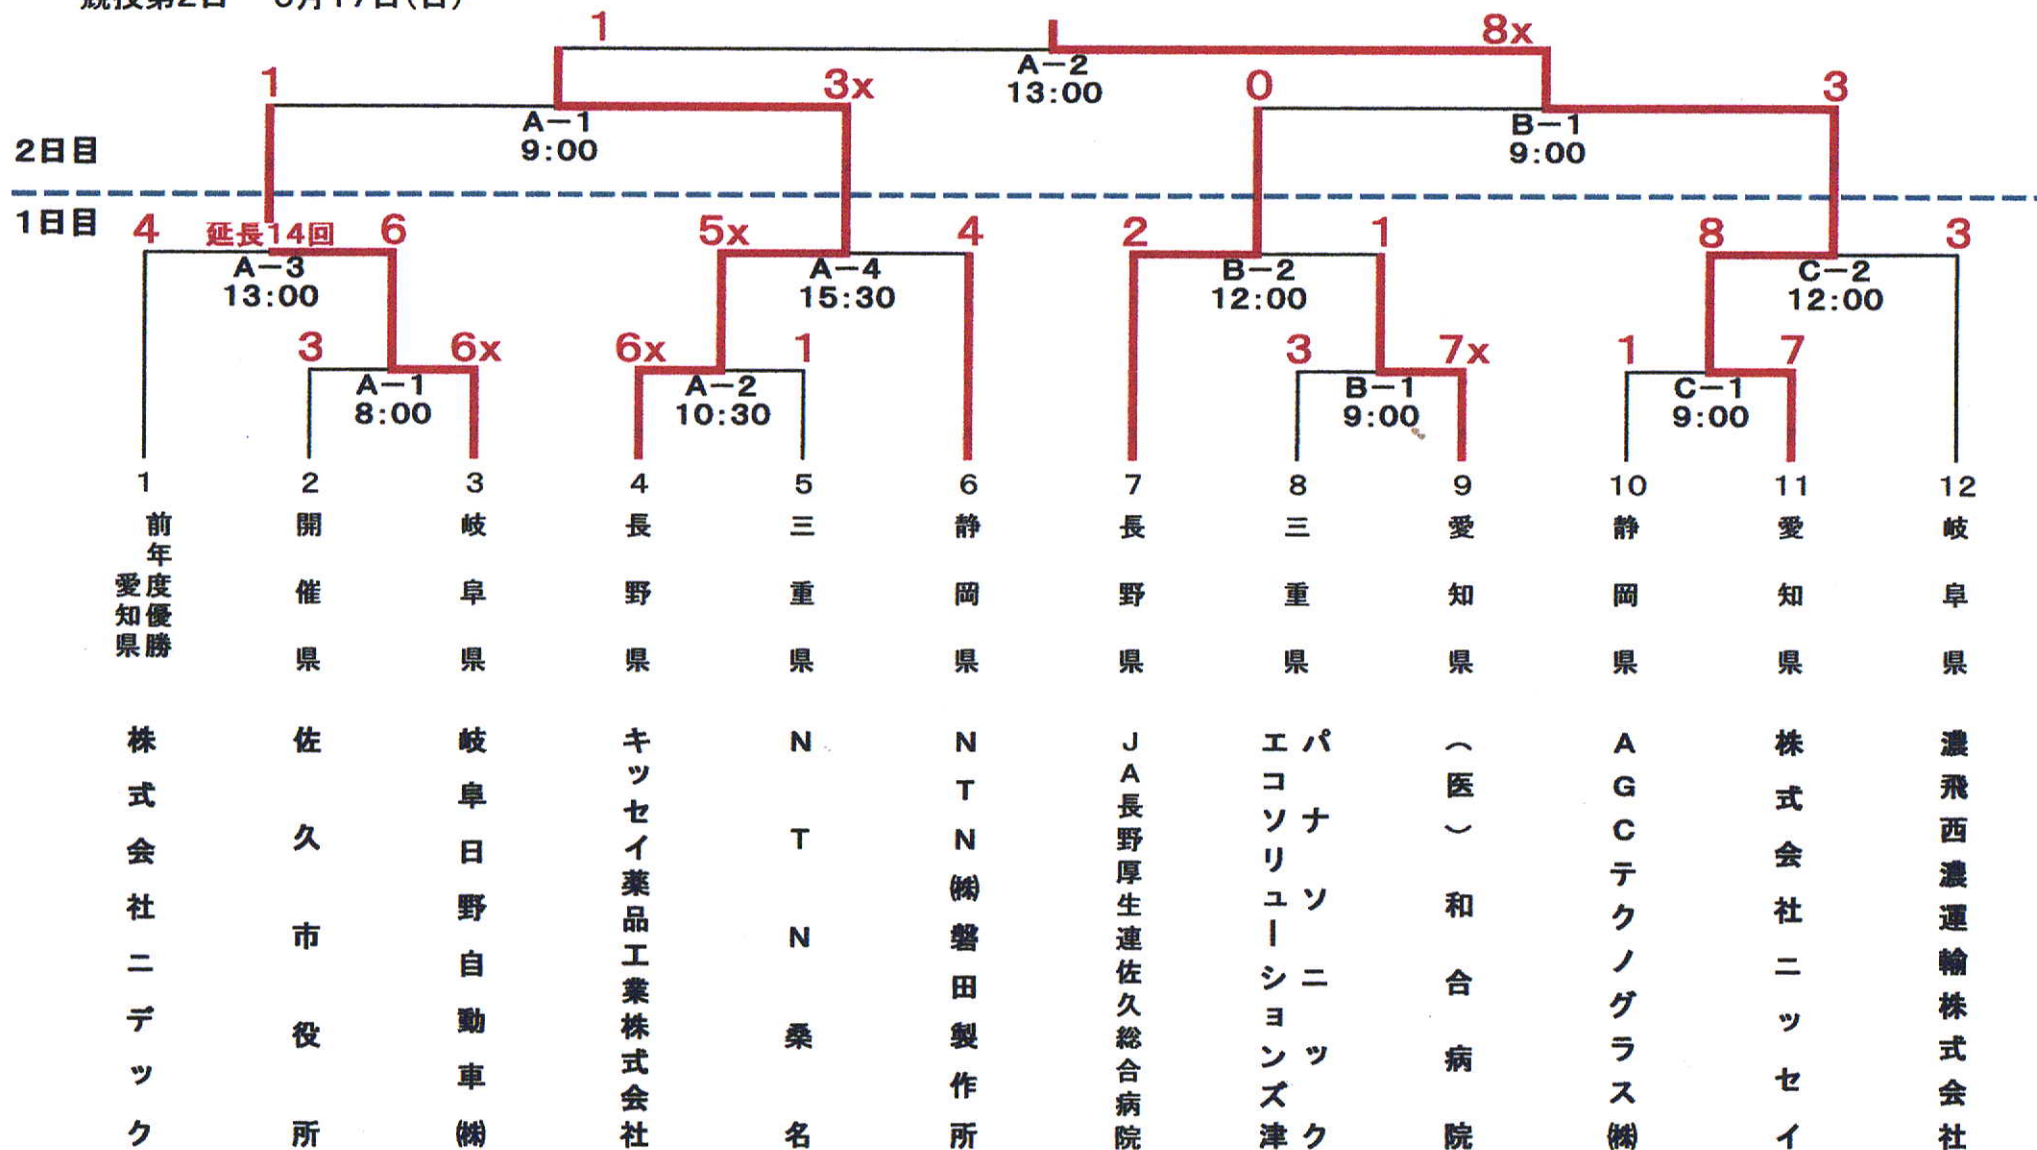 競技第2日　5月17日(日)
1
8x
A-2
13:00
1
3x
0
3
A-1
9:00
B-1
9:00
2日目
1日目
4
延長14回
6
5x
4
2
1
8
3
A-3
13:00
A-4
15:30
B-2
12:00
C-2
12:00
3
6x
6x
1
3
7x
1
7
A-1
8:00
A-2
10:30
B-1
9:00
C-1
9:00
1
2
3
4
5
6
7
8
9
10
11
12
前年度優勝
愛知県
開催県
岐阜県
長野県
三重県
静岡県
長野県
三重県
愛知県
静岡県
愛知県
岐阜県
株式会社ニデック
佐久市役所
岐阜日野自動車㈱
キッセイ薬品工業株式会社
NTN桑名
NTN㈱磐田製作所
JA長野厚生連佐久総合病院
パナソニック
エコソリューションズ津
（医）和合病院
AGCテクノグラス㈱
株式会社ニッセイ
濃飛西濃運輸株式会社